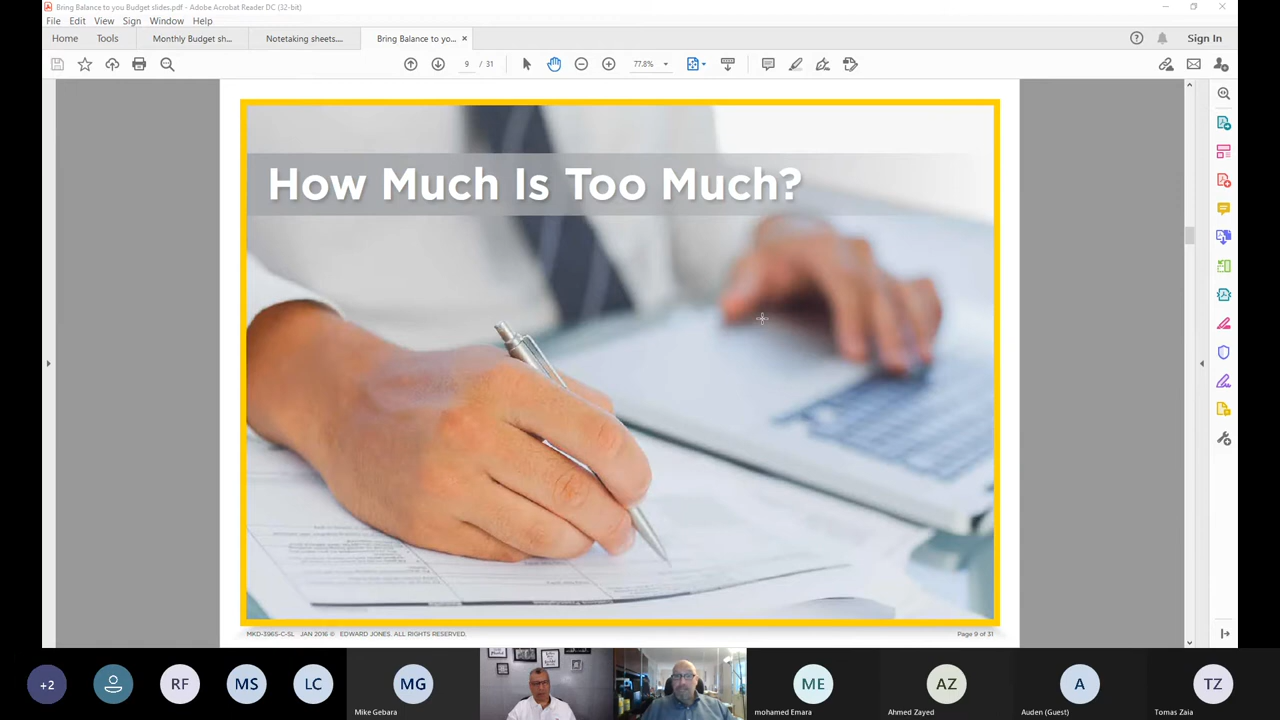 Bring Balance to you Budget slides.pdf - Adobe Acrobat Reader DC (32-bit)
File Edit View Sign Window Help
Home Tools Monthly Budget sh... Notetaking sheets.... Bring Balance to yo... × Sign In
9 / 31 77.8%
How Much Is Too Much?
MKD-3965-C-SL JAN 2016 © EDWARD JONES. ALL RIGHTS RESERVED. Page 9 of 31
+2 RF MS LC MG ME AZ A TZ
Mike Gebara mohamed Emara Ahmed Zayed Auden (Guest) Tomas Zaia